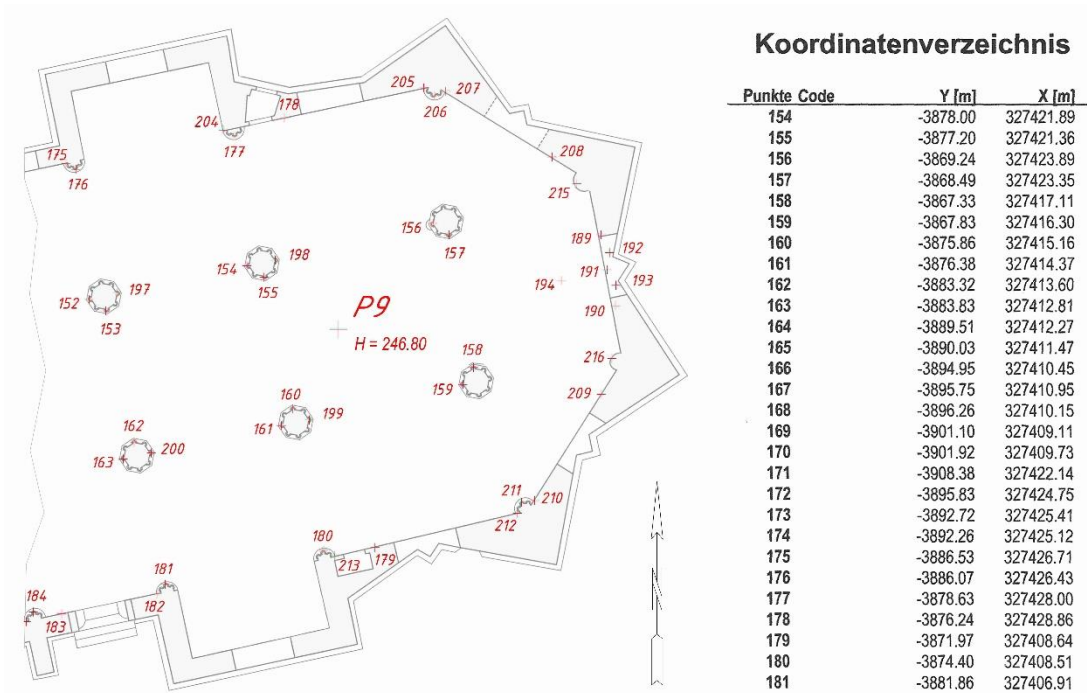 Koordinatenverzeichnis
Punkte Code Y [m] X [m]
154 -3878.00 327421.89
155 -3877.20 327421.36
156 -3869.24 327423.89
157 -3868.49 327423.35
158 -3867.33 327417.11
159 -3867.83 327416.30
160 -3875.86 327415.16
161 -3876.38 327414.37
162 -3883.32 327413.60
163 -3883.83 327412.81
164 -3889.51 327412.27
165 -3890.03 327411.47
166 -3894.95 327410.45
167 -3895.75 327410.95
168 -3896.26 327410.15
169 -3901.10 327409.11
170 -3901.92 327409.73
171 -3908.38 327422.14
172 -3895.83 327424.75
173 -3892.72 327425.41
174 -3892.26 327425.12
175 -3886.53 327426.71
176 -3886.07 327426.43
177 -3878.63 327428.00
178 -3876.24 327428.86
179 -3871.97 327408.64
180 -3874.40 327408.51
181 -3881.86 327406.91
205
207
178
206
204
177
175
176
208
215
156
157
189
192
198
154
155
191
193
194
197
152
153
190
P9
H = 246.80
158
216
159
209
160
199
161
162
200
163
211
210
212
180
213
179
181
182
184
183